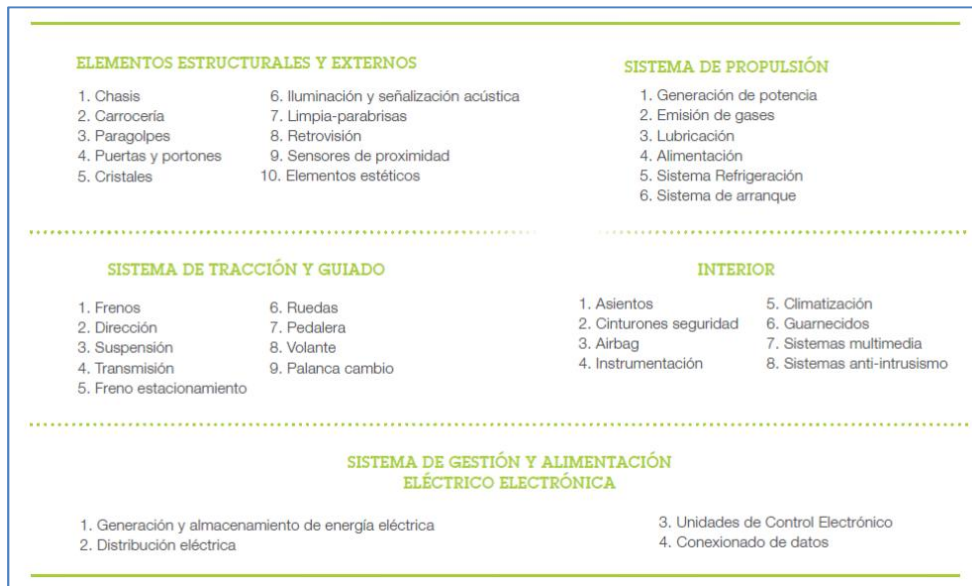 ELEMENTOS ESTRUCTURALES Y EXTERNOS
1. Chasis
2. Carrocería
3. Paragolpes
4. Puertas y portones
5. Cristales
6. Iluminación y señalización acústica
7. Limpia-parabrisas
8. Retrovisión
9. Sensores de proximidad
10. Elementos estéticos
SISTEMA DE PROPULSIÓN
1. Generación de potencia
2. Emisión de gases
3. Lubricación
4. Alimentación
5. Sistema Refrigeración
6. Sistema de arranque
SISTEMA DE TRACCIÓN Y GUIADO
1. Frenos
2. Dirección
3. Suspensión
4. Transmisión
5. Freno estacionamiento
6. Ruedas
7. Pedalera
8. Volante
9. Palanca cambio
INTERIOR
1. Asientos
2. Cinturones seguridad
3. Airbag
4. Instrumentación
5. Climatización
6. Guarnecidos
7. Sistemas multimedia
8. Sistemas anti-intrusismo
SISTEMA DE GESTIÓN Y ALIMENTACIÓN
ELÉCTRICO ELECTRÓNICA
1. Generación y almacenamiento de energía eléctrica
2. Distribución eléctrica
3. Unidades de Control Electrónico
4. Conexionado de datos